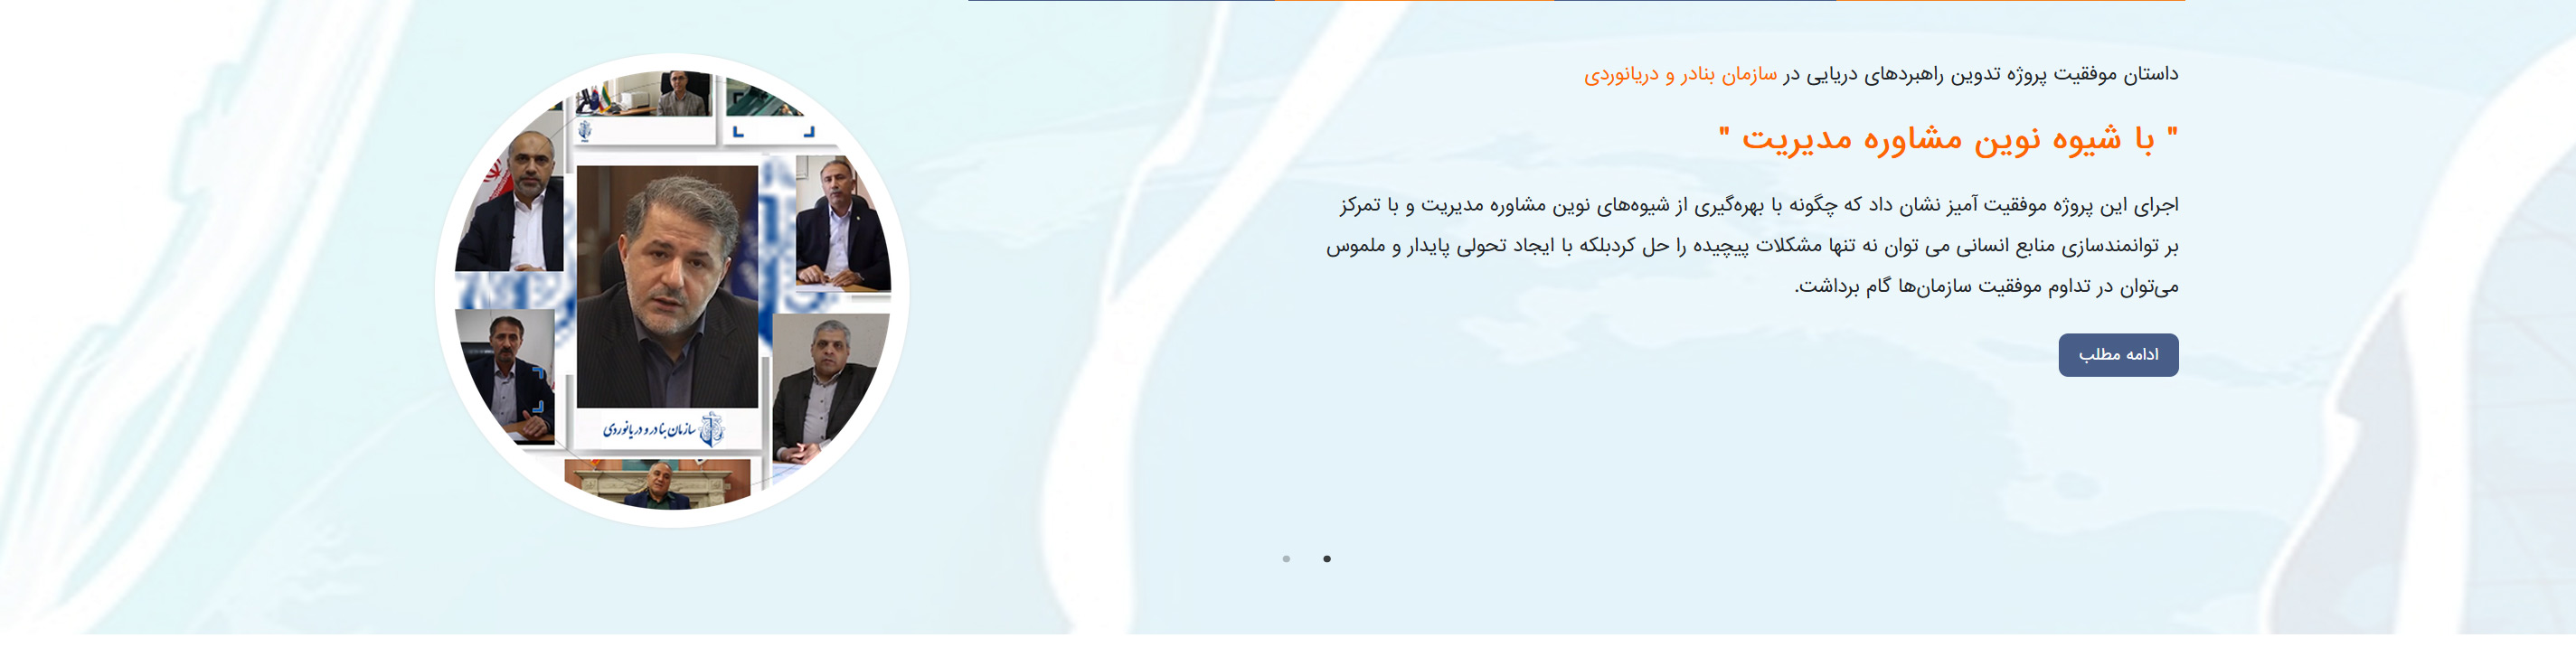 داستان موفقیت پروژه تدوین راهبردهای دریایی در سازمان بنادر و دریانوردی
" با شیوه نوین مشاوره مدیریت "
اجرای این پروژه موفقیت آمیز نشان داد که چگونه با بهره‌گیری از شیوه‌های نوین مشاوره مدیریت و با تمرکز
بر توانمندسازی منابع انسانی می توان نه تنها مشکلات پیچیده را حل کردبلکه با ایجاد تحولی پایدار و ملموس
می‌توان در تداوم موفقیت سازمان‌ها گام برداشت.
ادامه مطلب
سازمان بنادر و دریانوردی